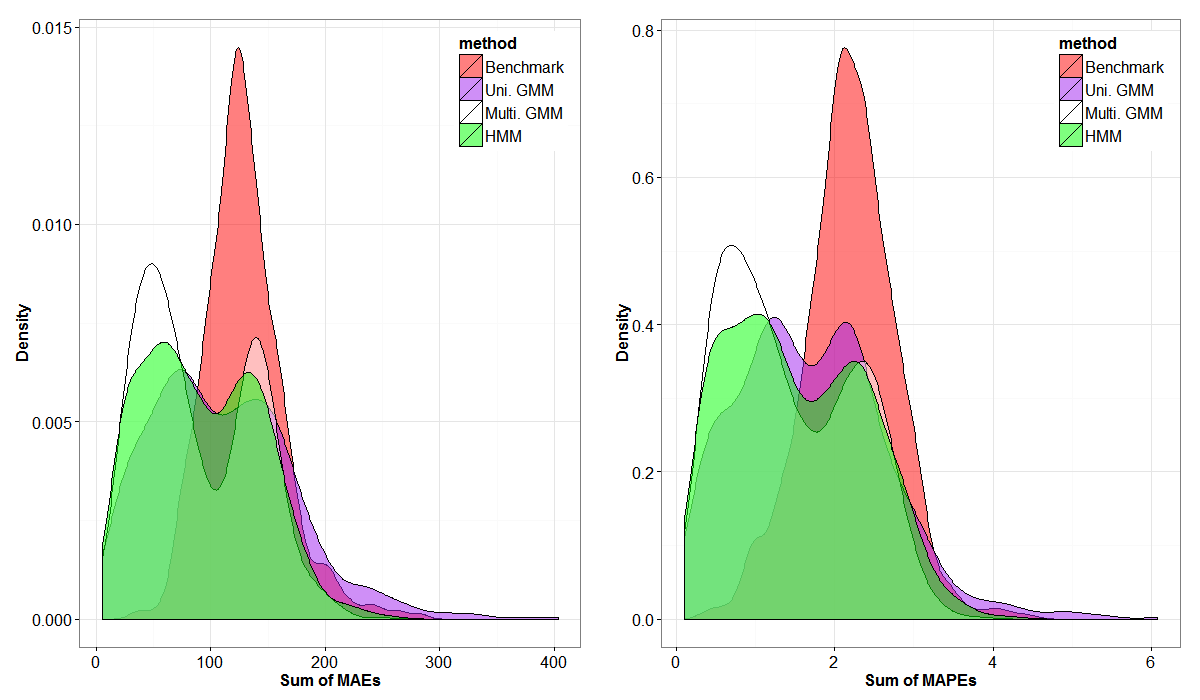 0.015
0.010
0.005
0.000
Density
0
100
200
300
400
Sum of MAEs
method
Benchmark
Uni. GMM
Multi. GMM
HMM
0.8
0.6
0.4
0.2
0.0
Density
0
2
4
6
Sum of MAPEs
method
Benchmark
Uni. GMM
Multi. GMM
HMM